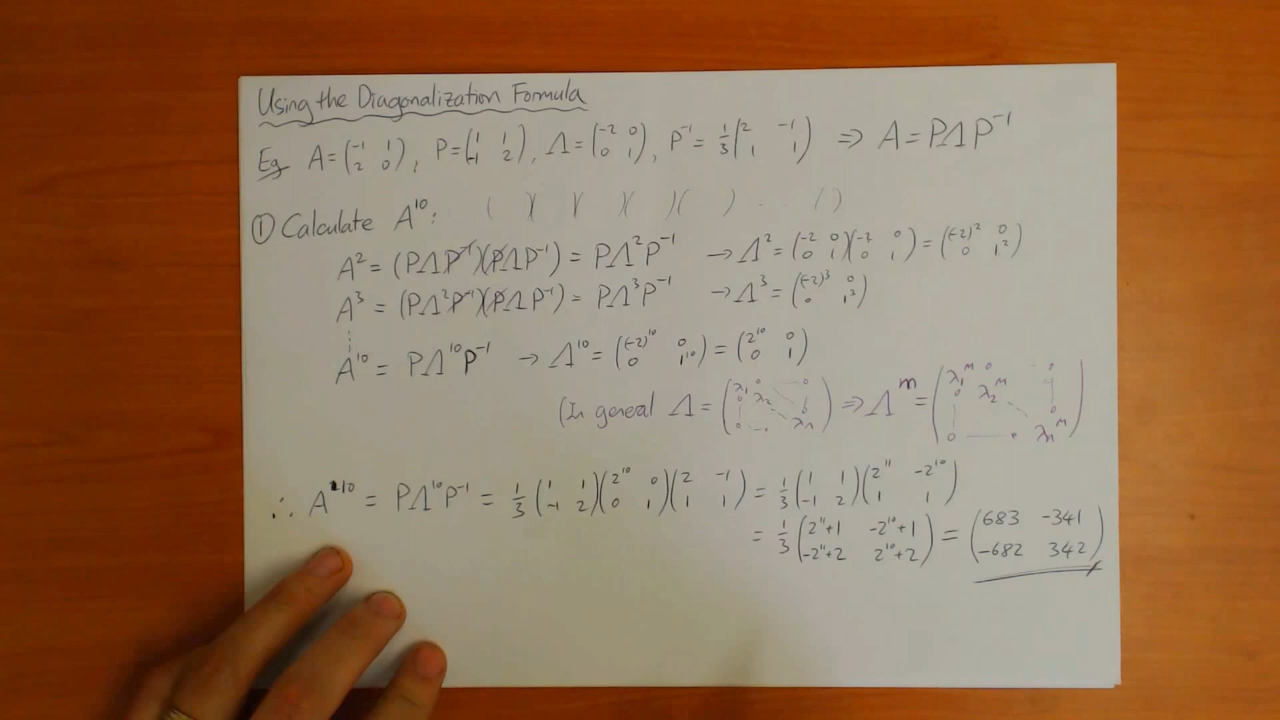 Using the Diagonalization Formula
Eg A = (-1 1 2 0), P = (1 1 -1 2), Λ = (-2 0 0 1), P⁻¹ = 1/3 (2 -1 1 1) ⇒ A = PΛP⁻¹
① Calculate A¹⁰: ( )( )( )( )( ) ... ( )
A² = (PΛP⁻¹)(PΛP⁻¹) = PΛ²P⁻¹ → Λ² = (-2 0 0 1)(-2 0 0 1) = ((-2)² 0 0 1²)
A³ = (PΛ²P⁻¹)(PΛP⁻¹) = PΛ³P⁻¹ → Λ³ = ((-2)³ 0 0 1²)
⋮
A¹⁰ = PΛ¹⁰P⁻¹ → Λ¹⁰ = ((-2)¹⁰ 0 0 1¹⁰) = (2¹⁰ 0 0 1)
(In general Λ = (λ₁ 0 ... 0 0 λ₂ ... 0 0 ... λₙ) ⇒ Λᵐ = (λ₁ᵐ 0 ... 0 0 λ₂ᵐ ... 0 0 ... λₙᵐ)
∴ A¹⁰ = PΛ¹⁰P⁻¹ = 1/3 (1 1 -1 2)(2¹⁰ 0 0 1)(2 -1 1 1) = 1/3 (1 1 -1 2)(2¹¹ -2¹⁰ 1 1)
= 1/3 (2¹¹+1 -2¹⁰+1 -2¹¹+2 2¹⁰+2) = (683 -341 -682 342)